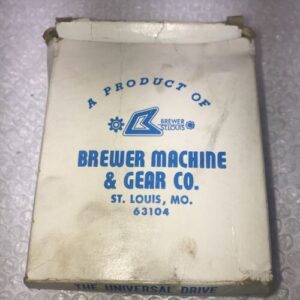 A PRODUCT OF
BREWER
ST.LOUIS
BREWER MACHINE
& GEAR CO.
ST. LOUIS, MO.
63104
THE UNIVERSAL DRIVE